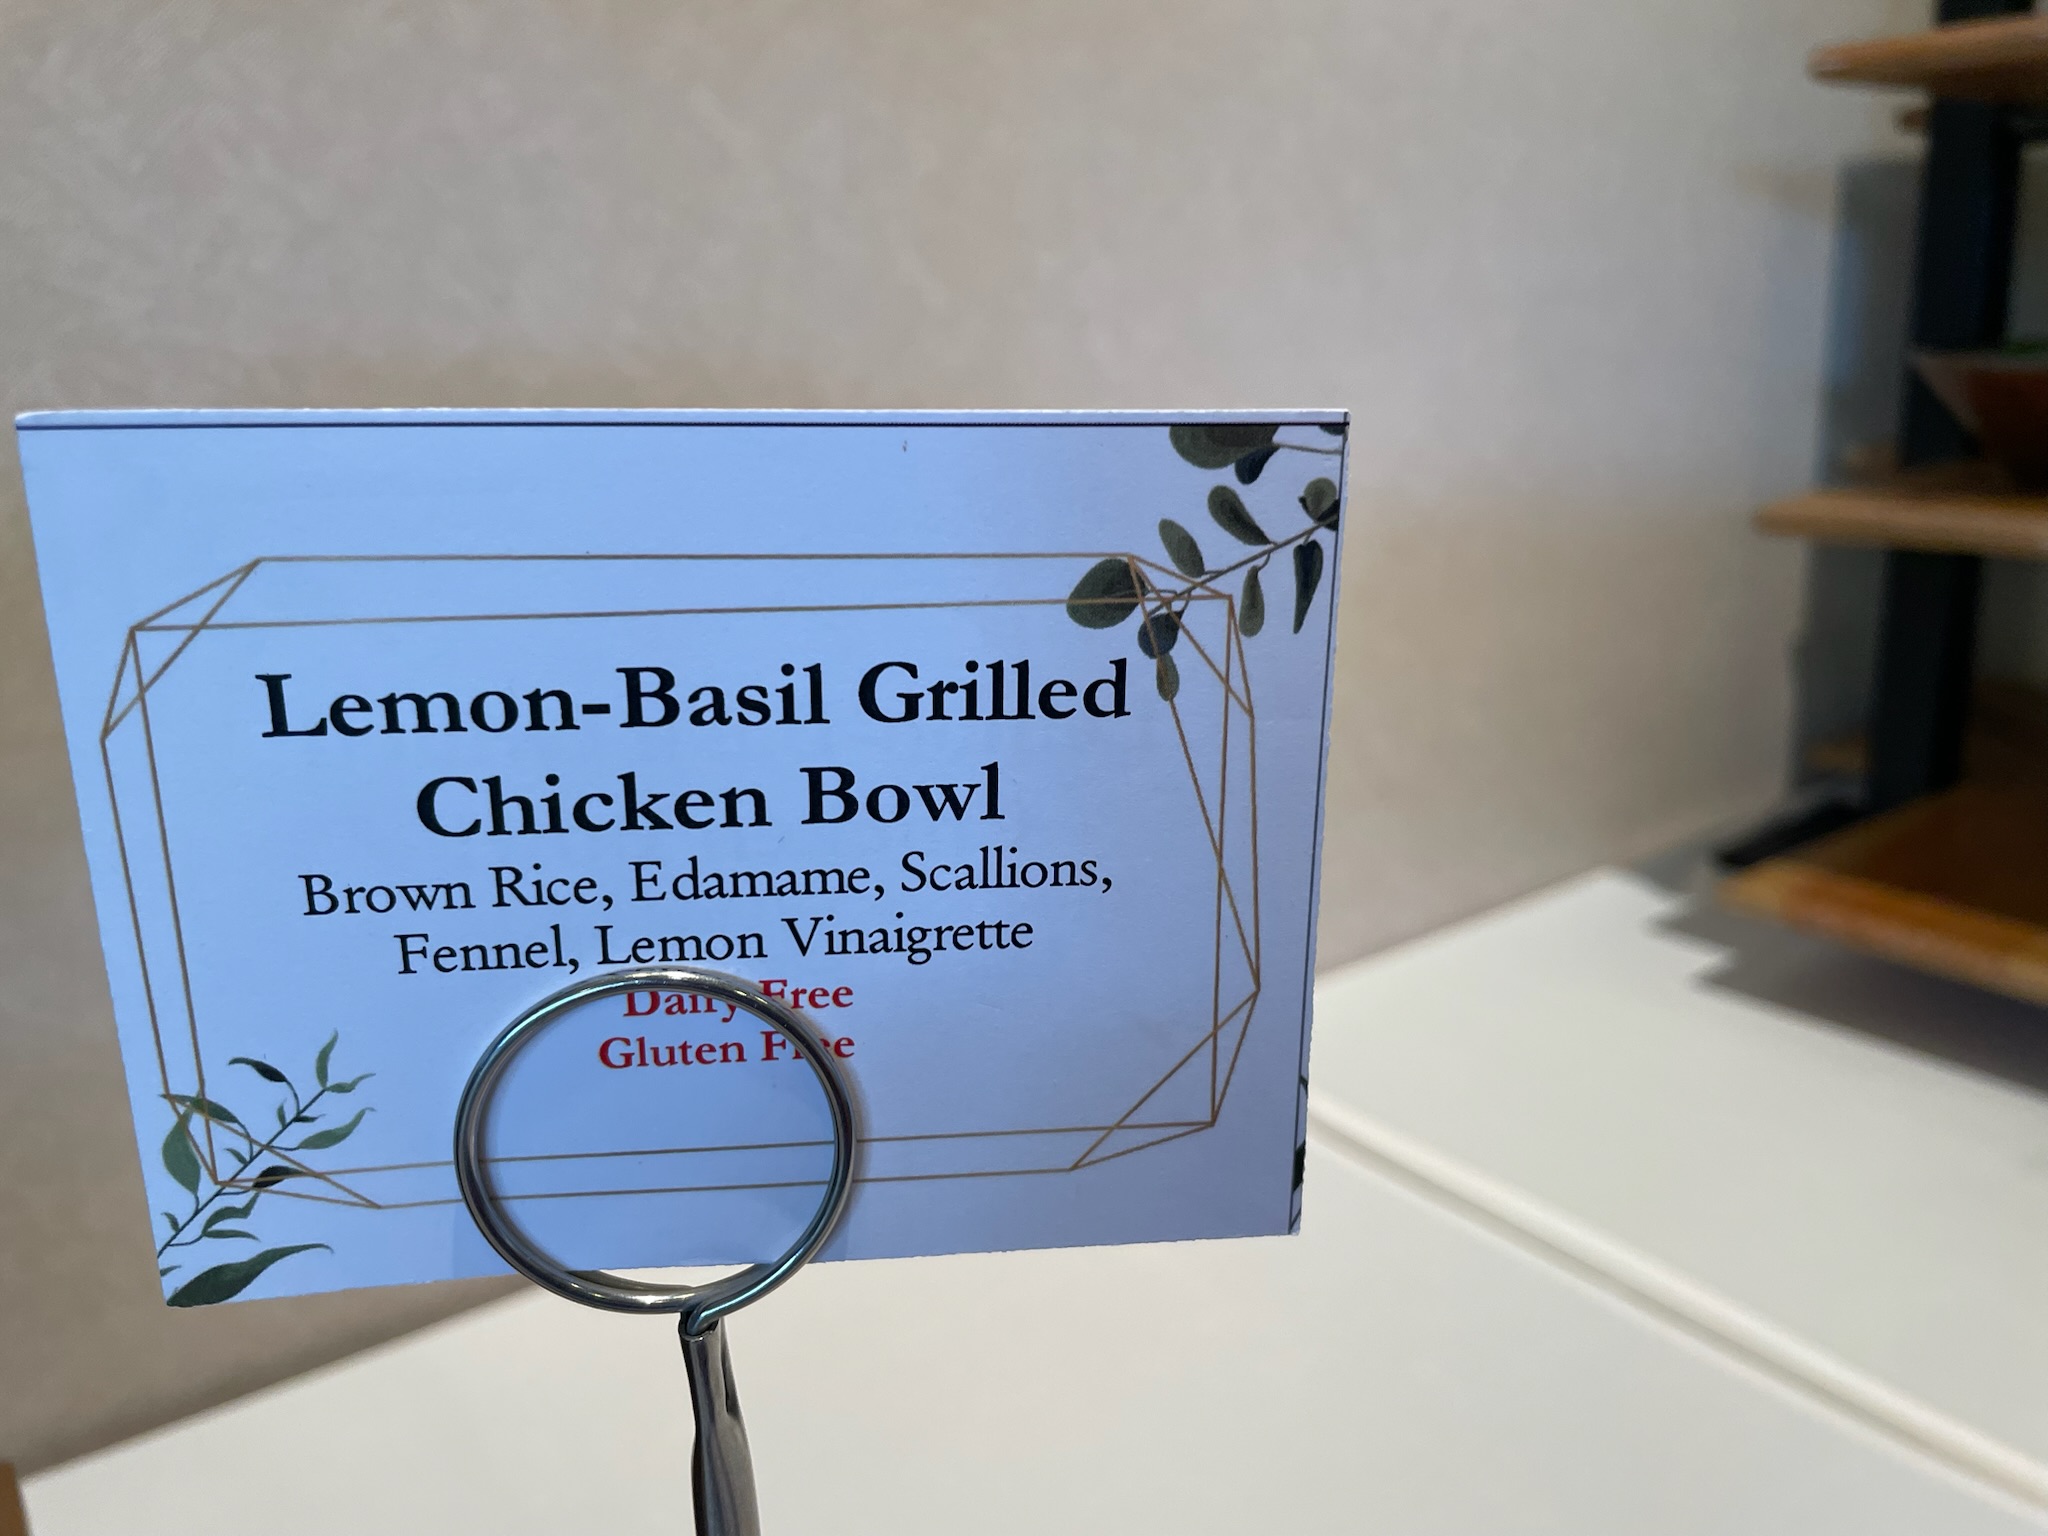 Lemon-Basil Grilled
Chicken Bowl
Brown Rice, Edamame, Scallions,
Fennel, Lemon Vinaigrette
Dairy Free
Gluten Free